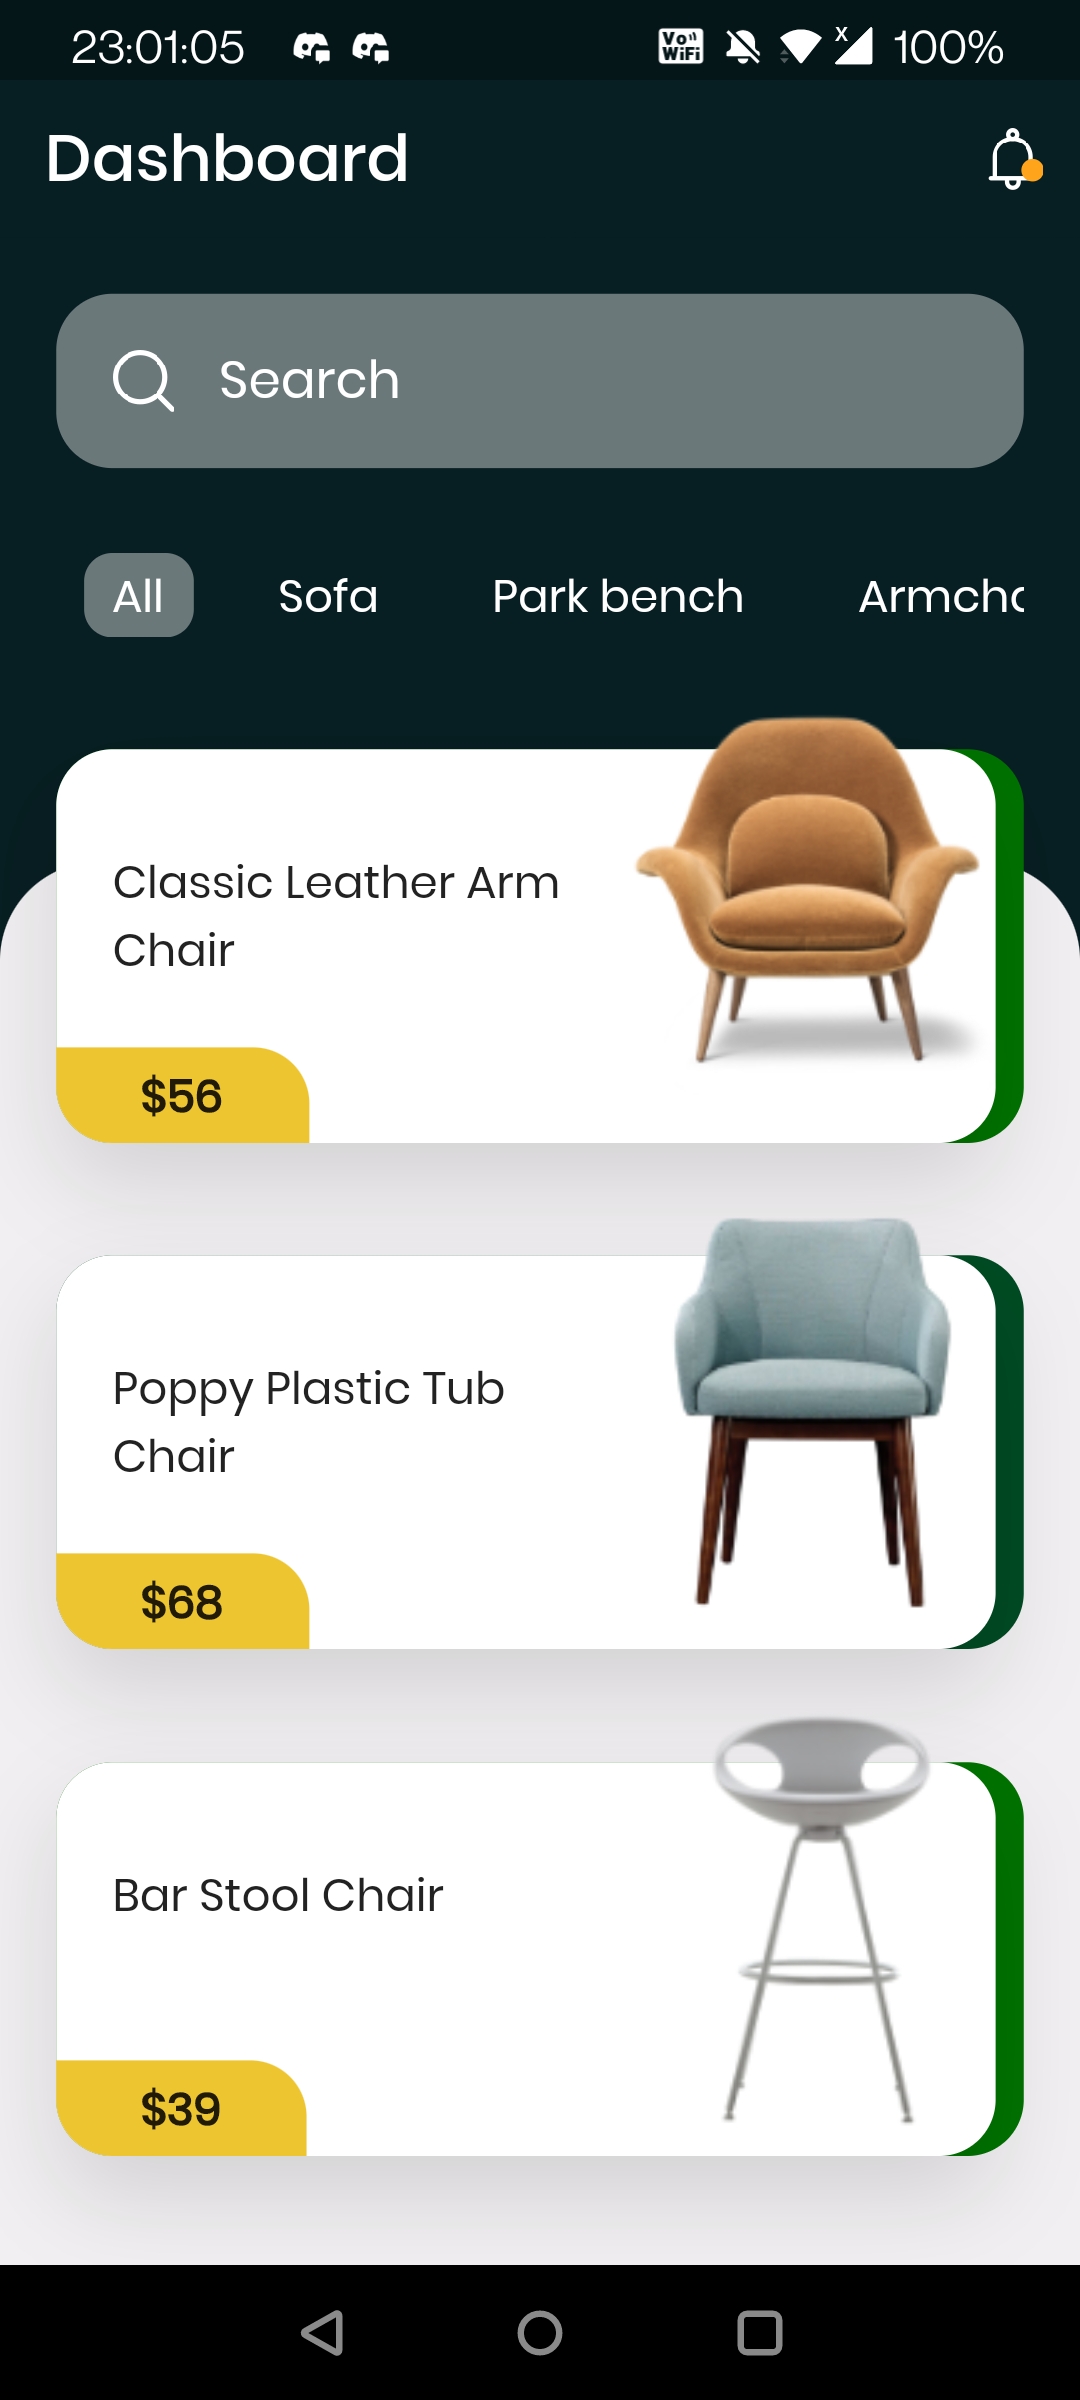 23:01:05
Vo
WiFi
X
100%
Dashboard
Search
All
Sofa
Park bench
Classic Leather Arm
Chair
$56
Poppy Plastic Tub
Chair
$68
Bar Stool Chair
$39